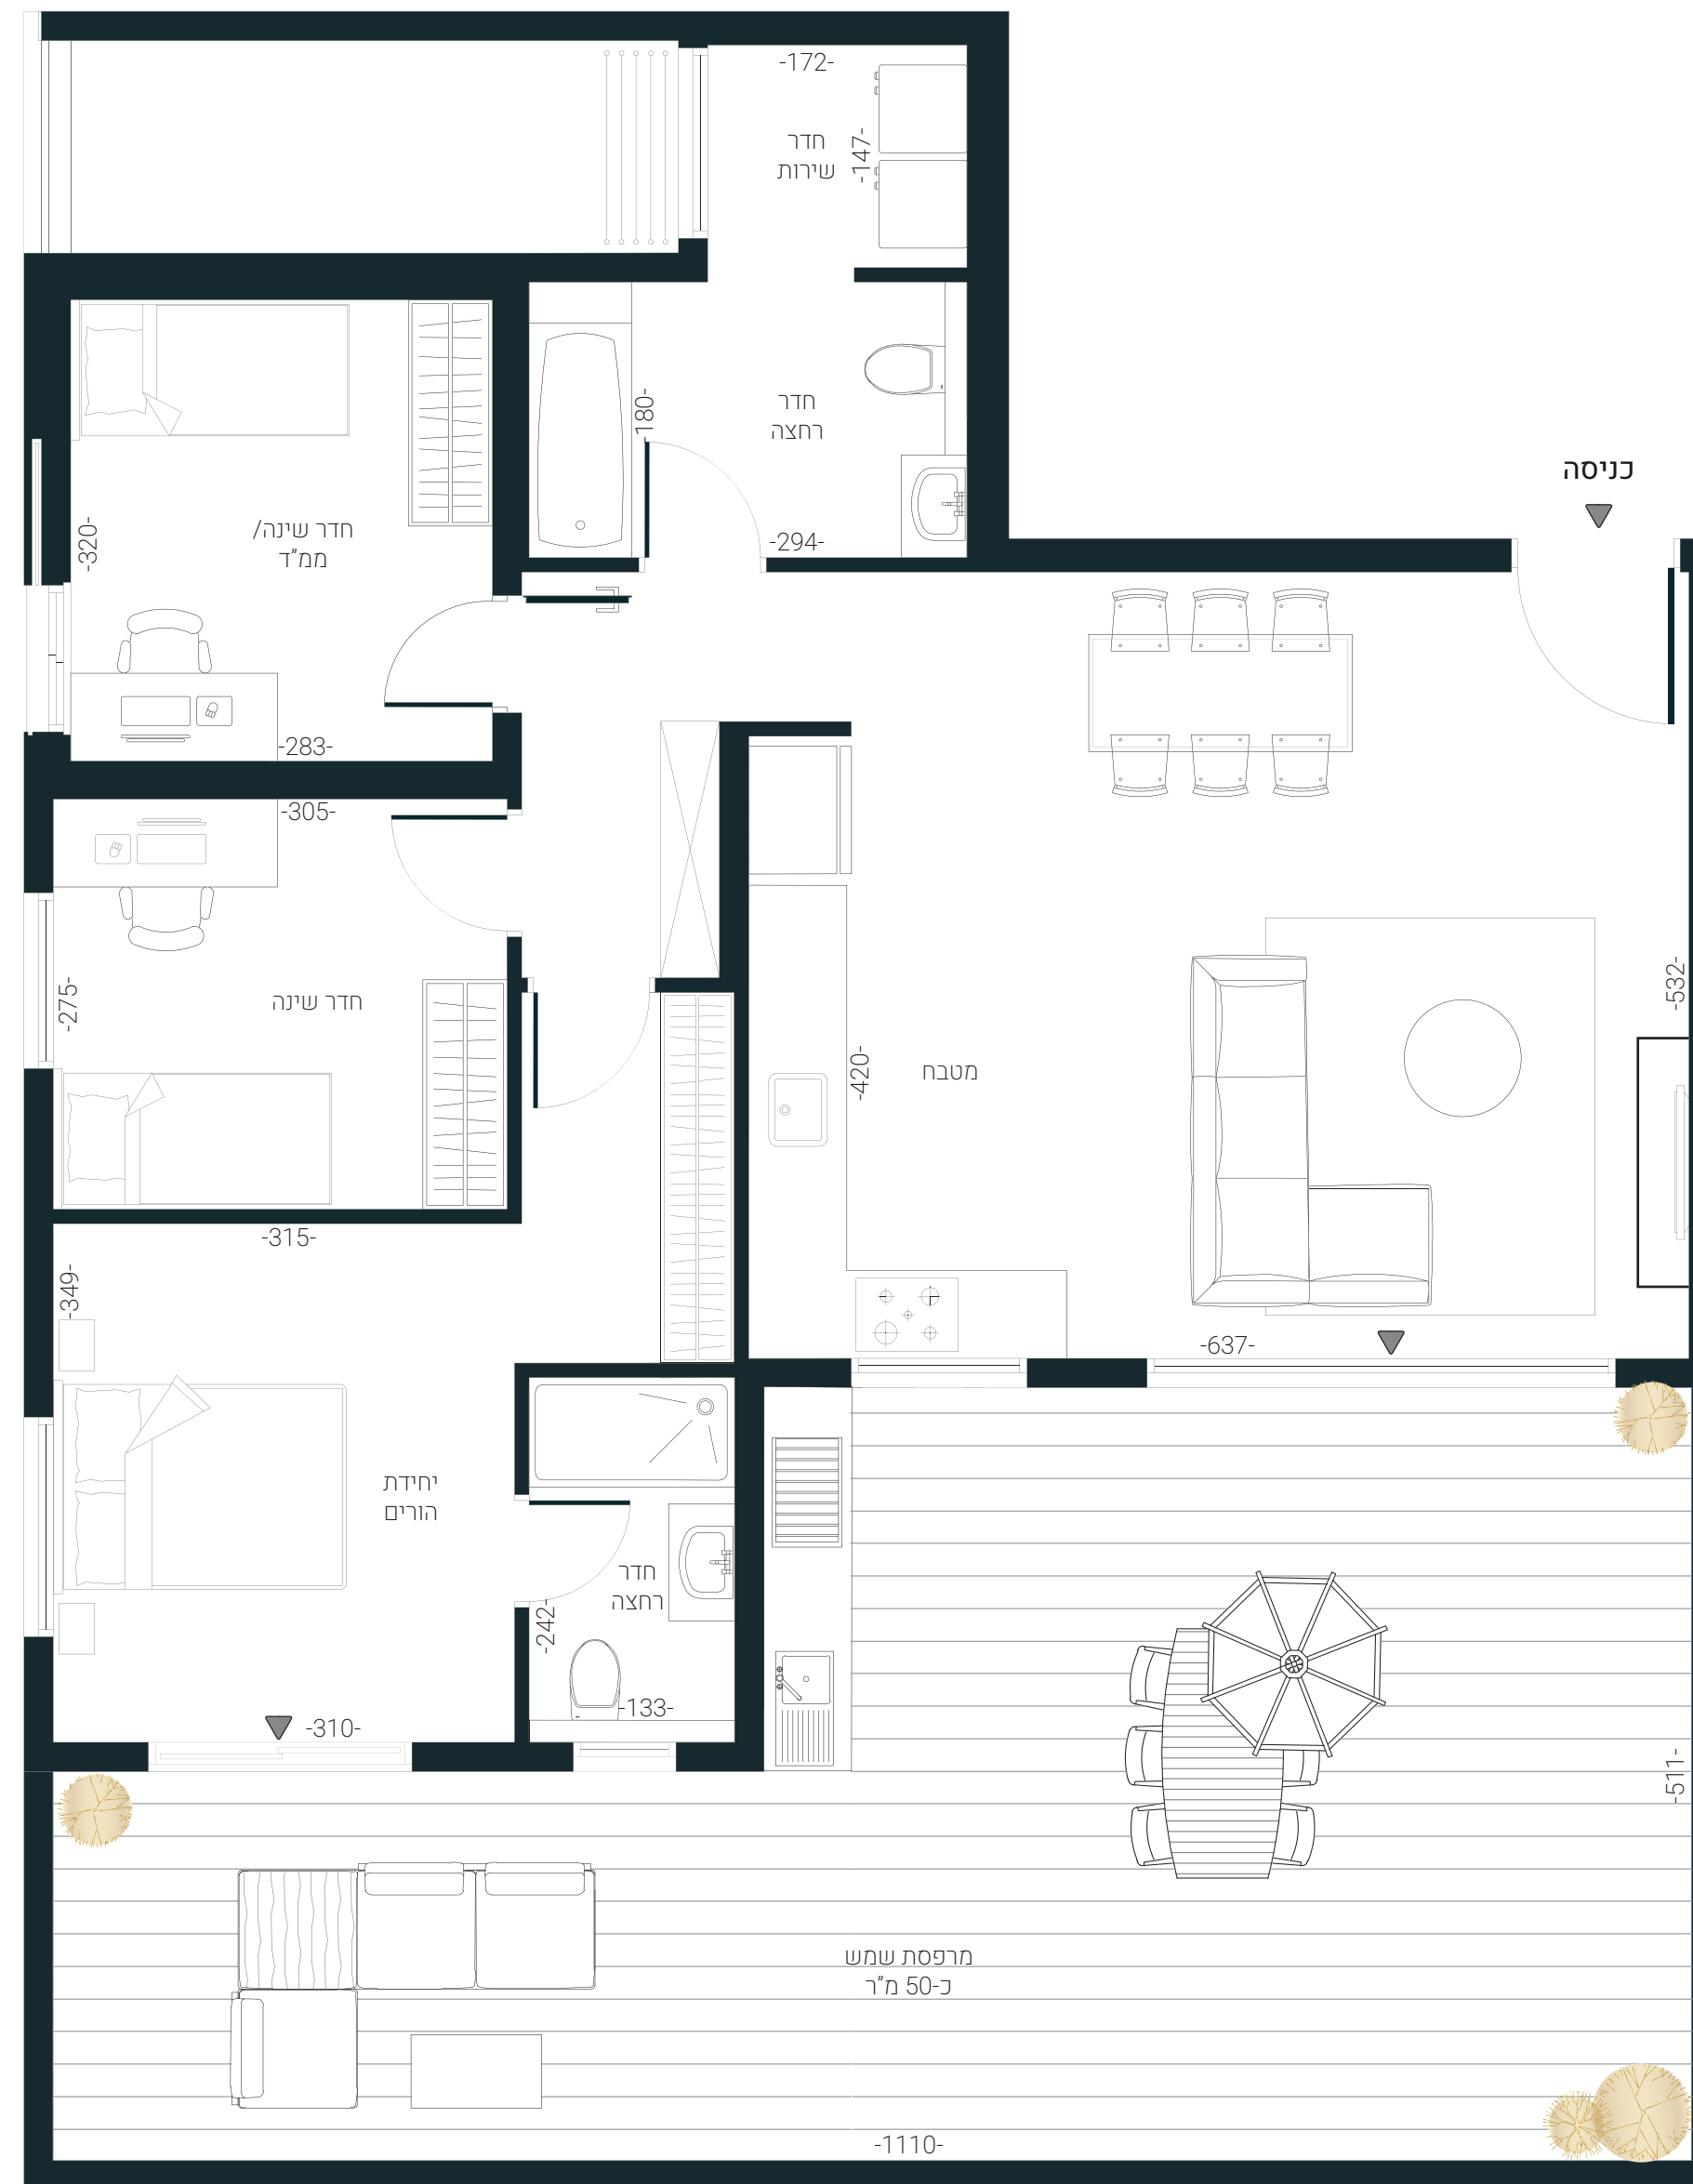 -172-
חדר
שירות
-147-
חדר
רחצה
-180-
-294-
כניסה
חדר שינה/
ממ"ד
-320-
-283-
-305-
חדר שינה
-275-
מטבח
-420-
-532-
-637-
-315-
-349-
יחידת
הורים
חדר
רחצה
-242-
-133-
-310-
-511-
מרפסת שמש
כ-50 מ"ר
-1110-